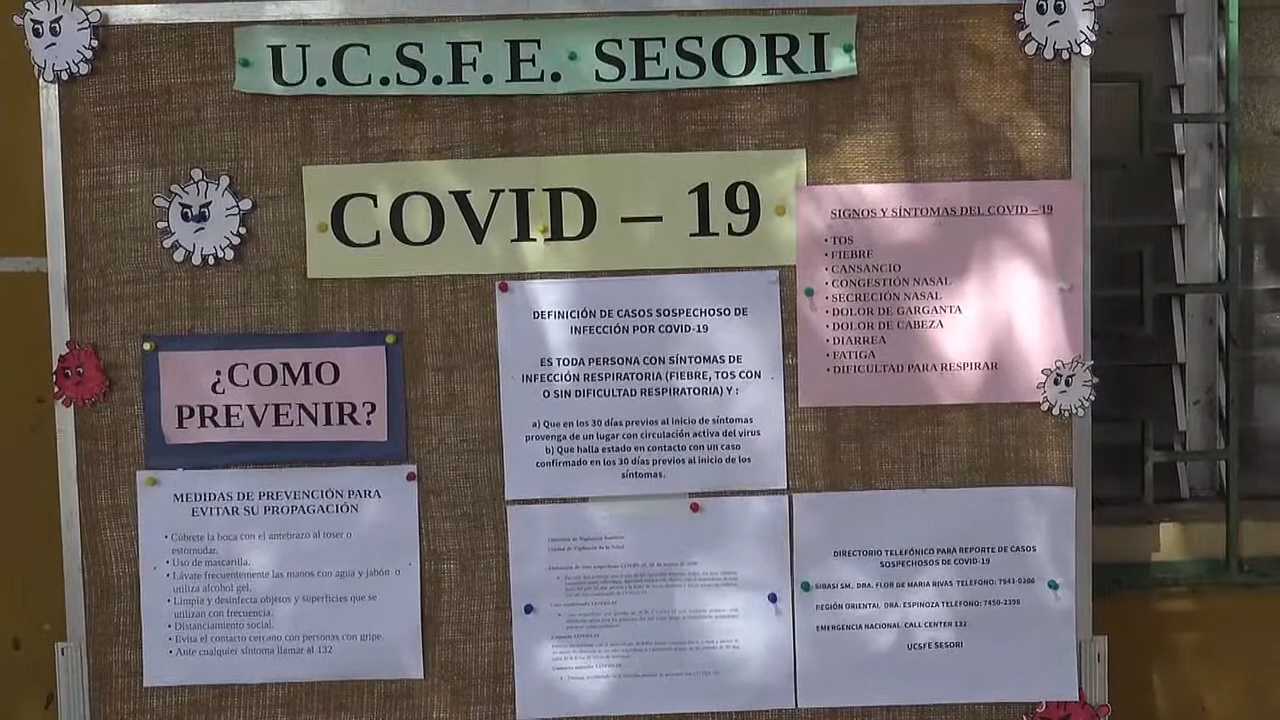 U.C.S.F.E. SESORI
COVID – 19
SIGNOS Y SÍNTOMAS DEL COVID – 19
• TOS
• FIEBRE
• CANSANCIO
• CONGESTIÓN NASAL
• SECRECIÓN NASAL
• DOLOR DE GARGANTA
• DOLOR DE CABEZA
• DIARREA
• FATIGA
• DIFICULTAD PARA RESPIRAR
DEFINICIÓN DE CASOS SOSPECHOSO DE
INFECCIÓN POR COVID-19
ES TODA PERSONA CON SÍNTOMAS DE
INFECCIÓN RESPIRATORIA (FIEBRE, TOS CON
O SIN DIFICULTAD RESPIRATORIA) Y :
a) Que en los 30 días previos al inicio de síntomas
provenga de un lugar con circulación activa del virus
b) Que halla estado en contacto con un caso
confirmado en los 30 días previos al inicio de los
síntomas.
¿COMO
PREVENIR?
MEDIDAS DE PREVENCIÓN PARA
EVITAR SU PROPAGACIÓN
• Cúbrete la boca con el antebrazo al toser o
estornudar.
• Uso de mascarilla.
• Lávate frecuentemente las manos con agua y jabón o
utiliza alcohol gel.
• Limpia y desinfecta objetos y superficies que se
utilizan con frecuencia.
• Distanciamiento social.
• Evita el contacto cercano con personas con gripe.
• Ante cualquier síntoma llamar al 132
DIRECTORIO TELEFÓNICO PARA REPORTE DE CASOS
SOSPECHOSOS DE COVID-19
SIBASI SM. DRA. FLOR DE MARIA RIVAS TELEFONO: 7941-0206
REGIÓN ORIENTAL DRA. ESPINOZA TELEFONO: 7450-2398
EMERGENCIA NACIONAL CALL CENTER 132
UCSFE SESORI